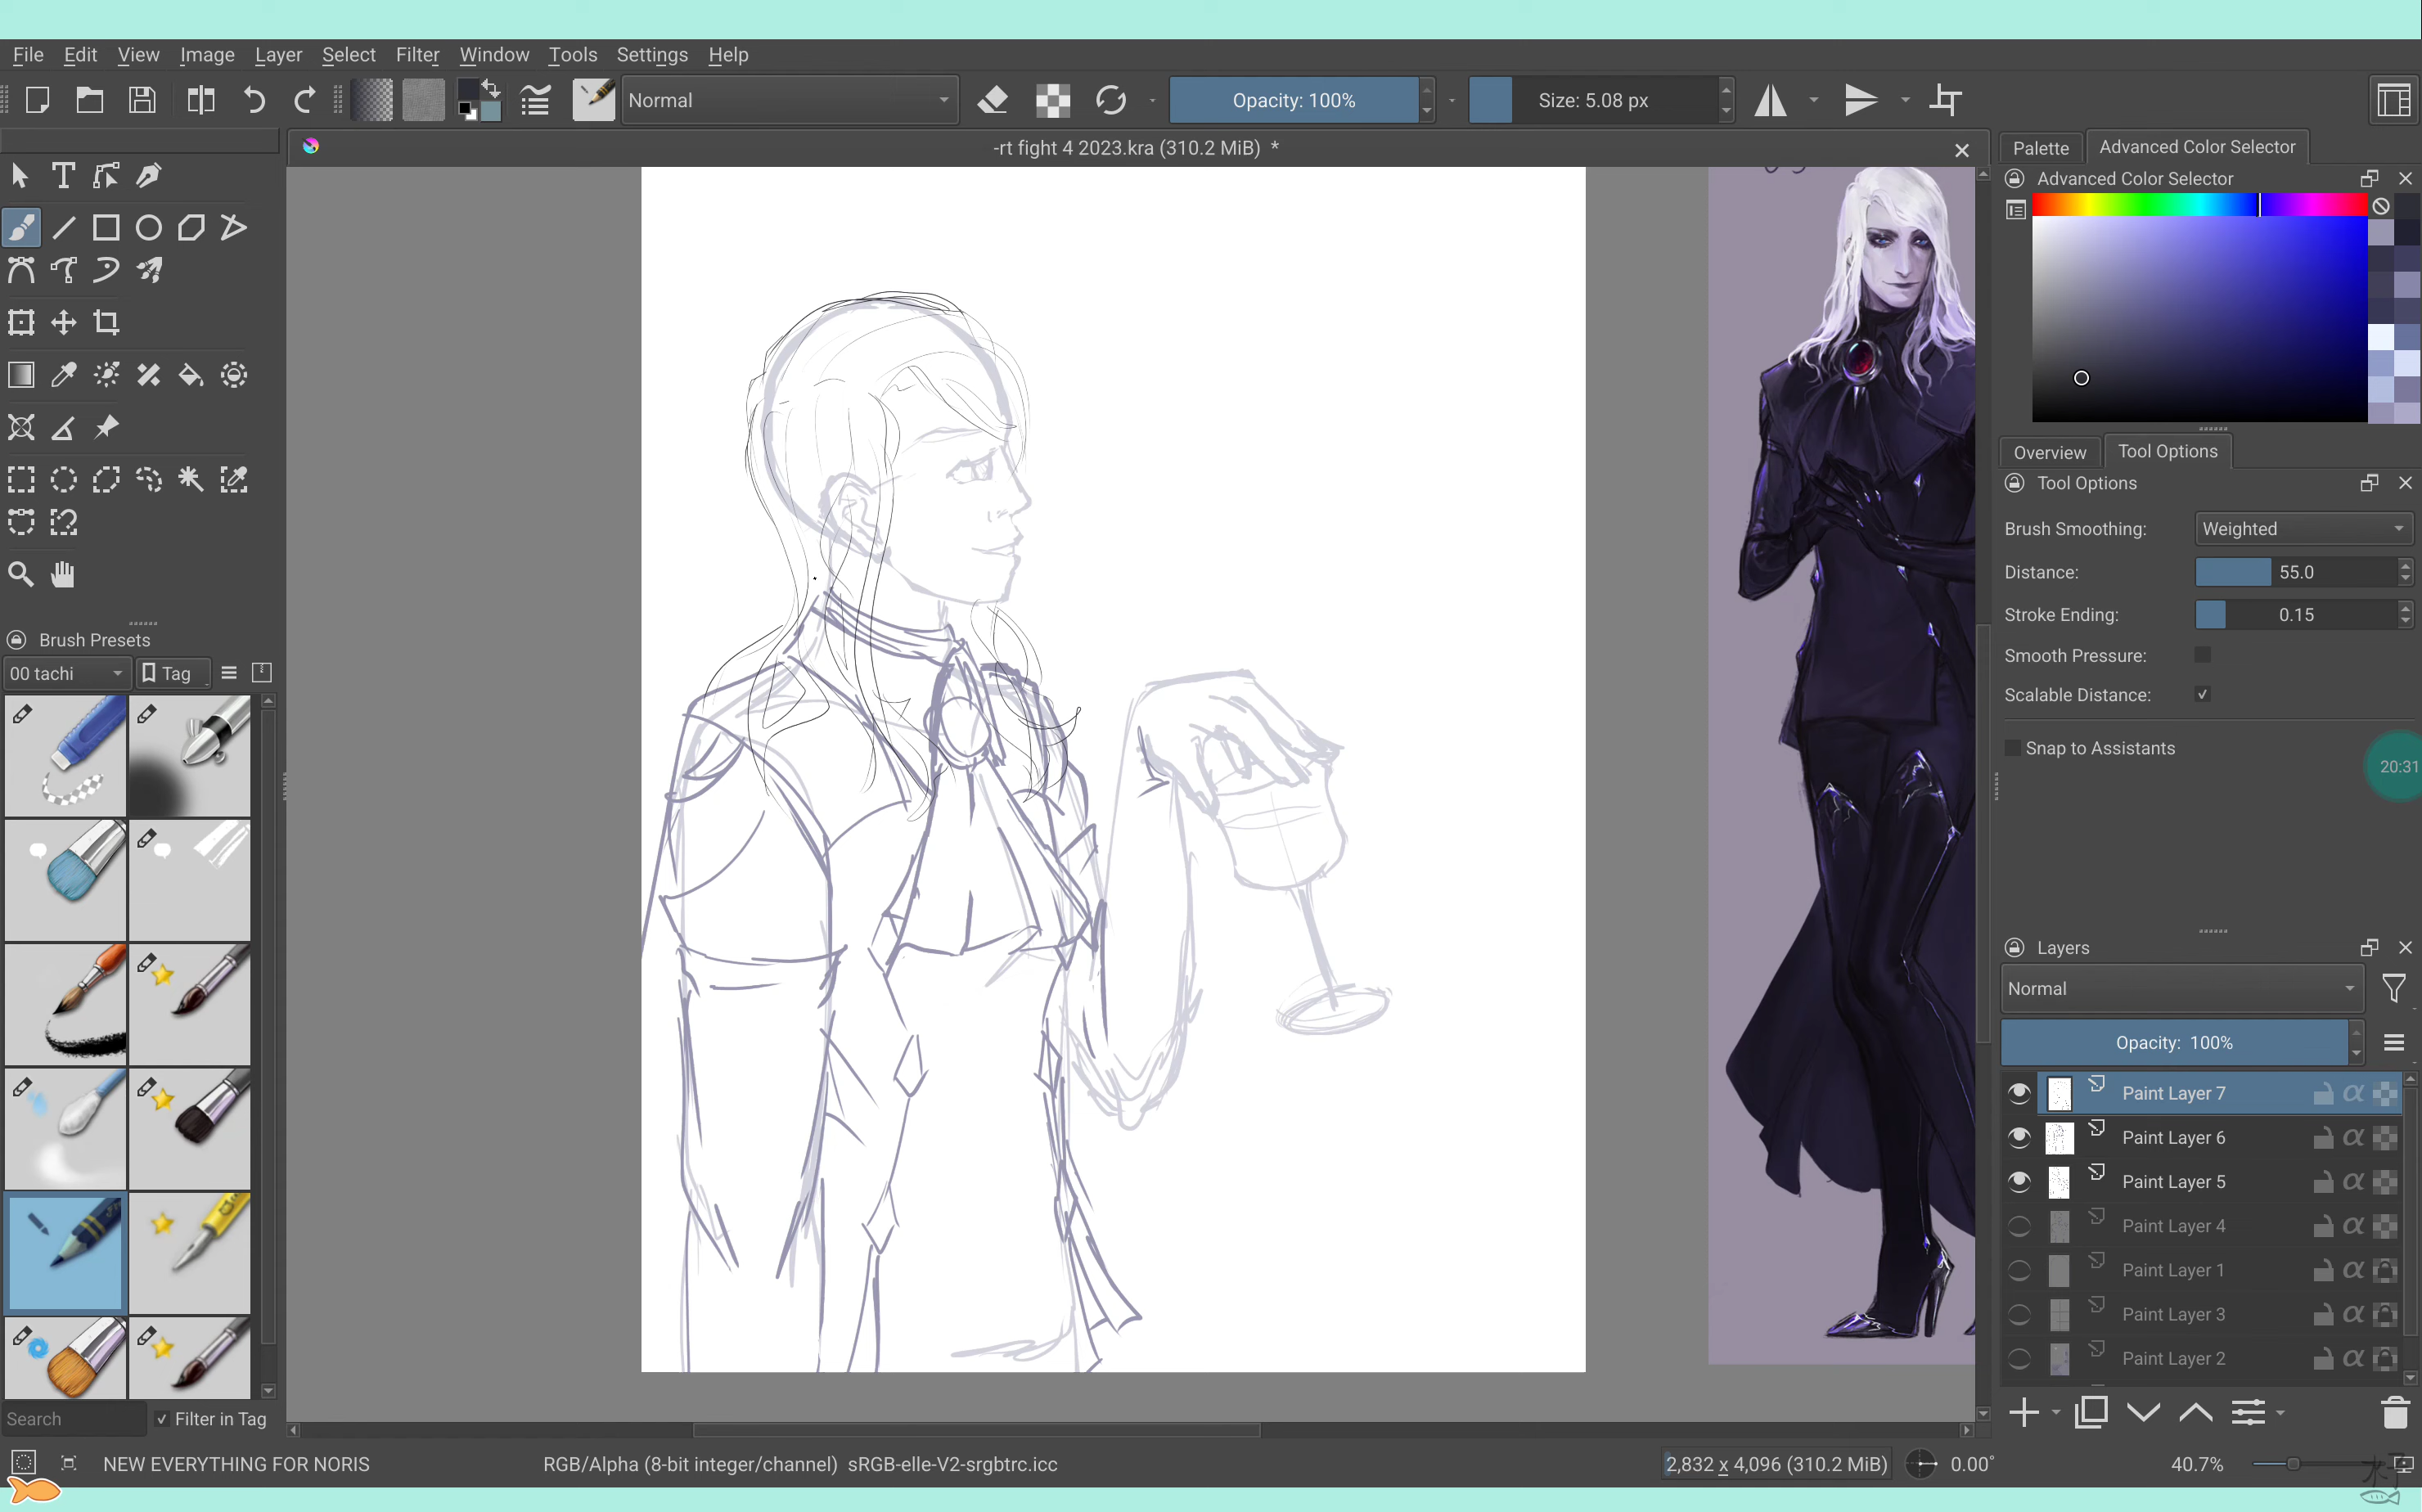 File Edit View Image Layer Select Filter Window Tools Settings Help
Normal Opacity: 100% Size: 5.08 px
-rt fight 4 2023.kra (310.2 MiB) *
Palette Advanced Color Selector
Advanced Color Selector
Overview Tool Options
Tool Options
Brush Smoothing: Weighted
Distance: 55.0
Stroke Ending: 0.15
Smooth Pressure:
Scalable Distance:
Snap to Assistants
20:31
Brush Presets
00 tachi Tag
Search Filter in Tag
Layers
Normal
Opacity: 100%
Paint Layer 7
Paint Layer 6
Paint Layer 5
Paint Layer 4
Paint Layer 1
Paint Layer 3
Paint Layer 2
NEW EVERYTHING FOR NORIS RGB/Alpha (8-bit integer/channel) sRGB-elle-V2-srgbtrc.icc 2,832 x 4,096 (310.2 MiB) 0.00° 40.7%